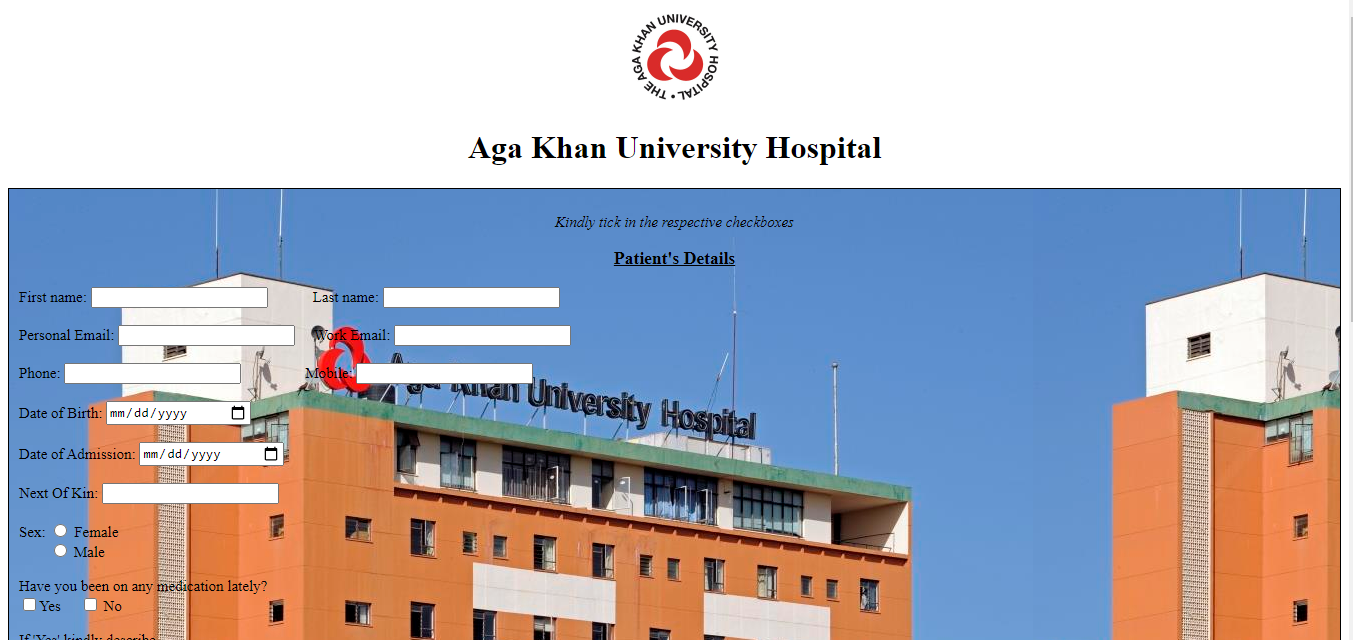 THE AGA KHAN UNIVERSITY HOSPITAL •
Aga Khan University Hospital
Kindly tick in the respective checkboxes
Patient's Details
First name: Last name:
Personal Email: Work Email:
Phone: Mobile:
Aga Khan University Hospital
Date of Birth: mm/dd/yyyy
Date of Admission: mm/dd/yyyy
Next Of Kin:
Sex: Female
Male
Have you been on any medication lately?
Yes No
If 'Yes' kindly describe